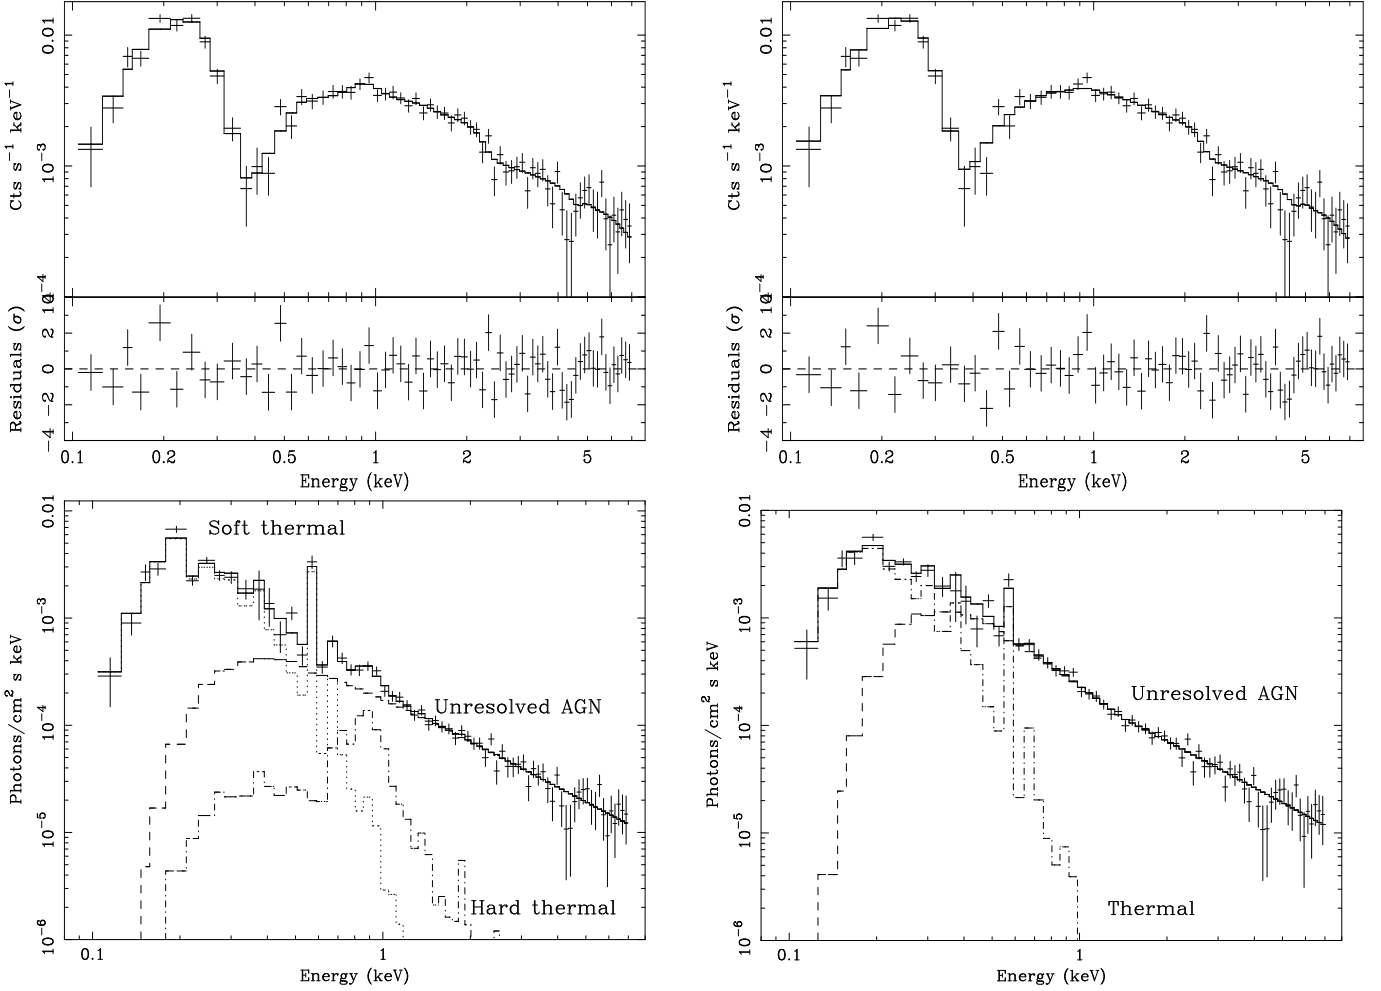 Cts s⁻¹ keV⁻¹
0.01
10⁻³
10⁻⁴
Residuals (σ)
2
0
−2
−4
0.1
0.2
0.5
1
2
5
Energy (keV)
Cts s⁻¹ keV⁻¹
0.01
10⁻³
10⁻⁴
Residuals (σ)
2
0
−2
−4
0.1
0.2
0.5
1
2
5
Energy (keV)
Photons/cm² s keV
0.01
10⁻³
10⁻⁴
10⁻⁵
10⁻⁶
Soft thermal
Unresolved AGN
Hard thermal
0.1
1
Energy (keV)
Photons/cm² s keV
0.01
10⁻³
10⁻⁴
10⁻⁵
10⁻⁶
Unresolved AGN
Thermal
0.1
1
Energy (keV)